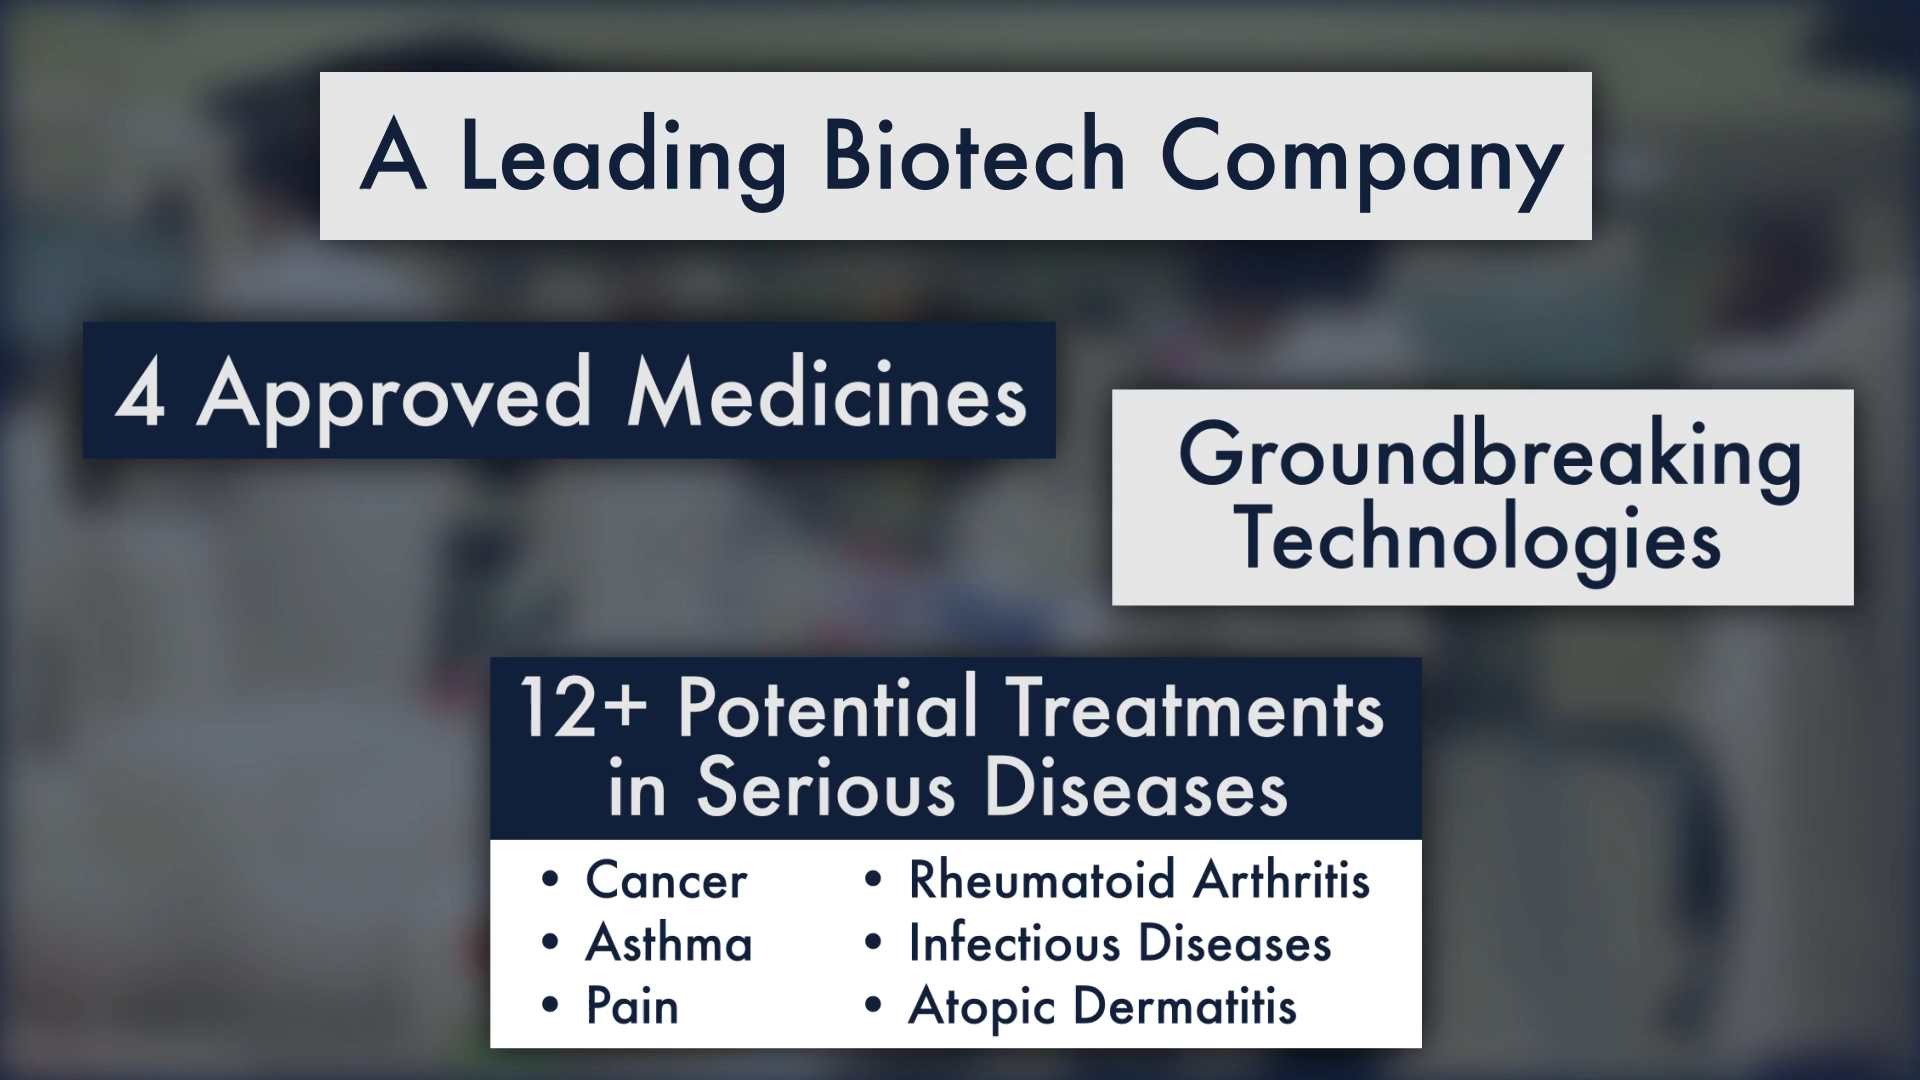 A Leading Biotech Company
4 Approved Medicines
Groundbreaking
Technologies
12+ Potential Treatments
in Serious Diseases
• Cancer
• Asthma
• Pain
• Rheumatoid Arthritis
• Infectious Diseases
• Atopic Dermatitis